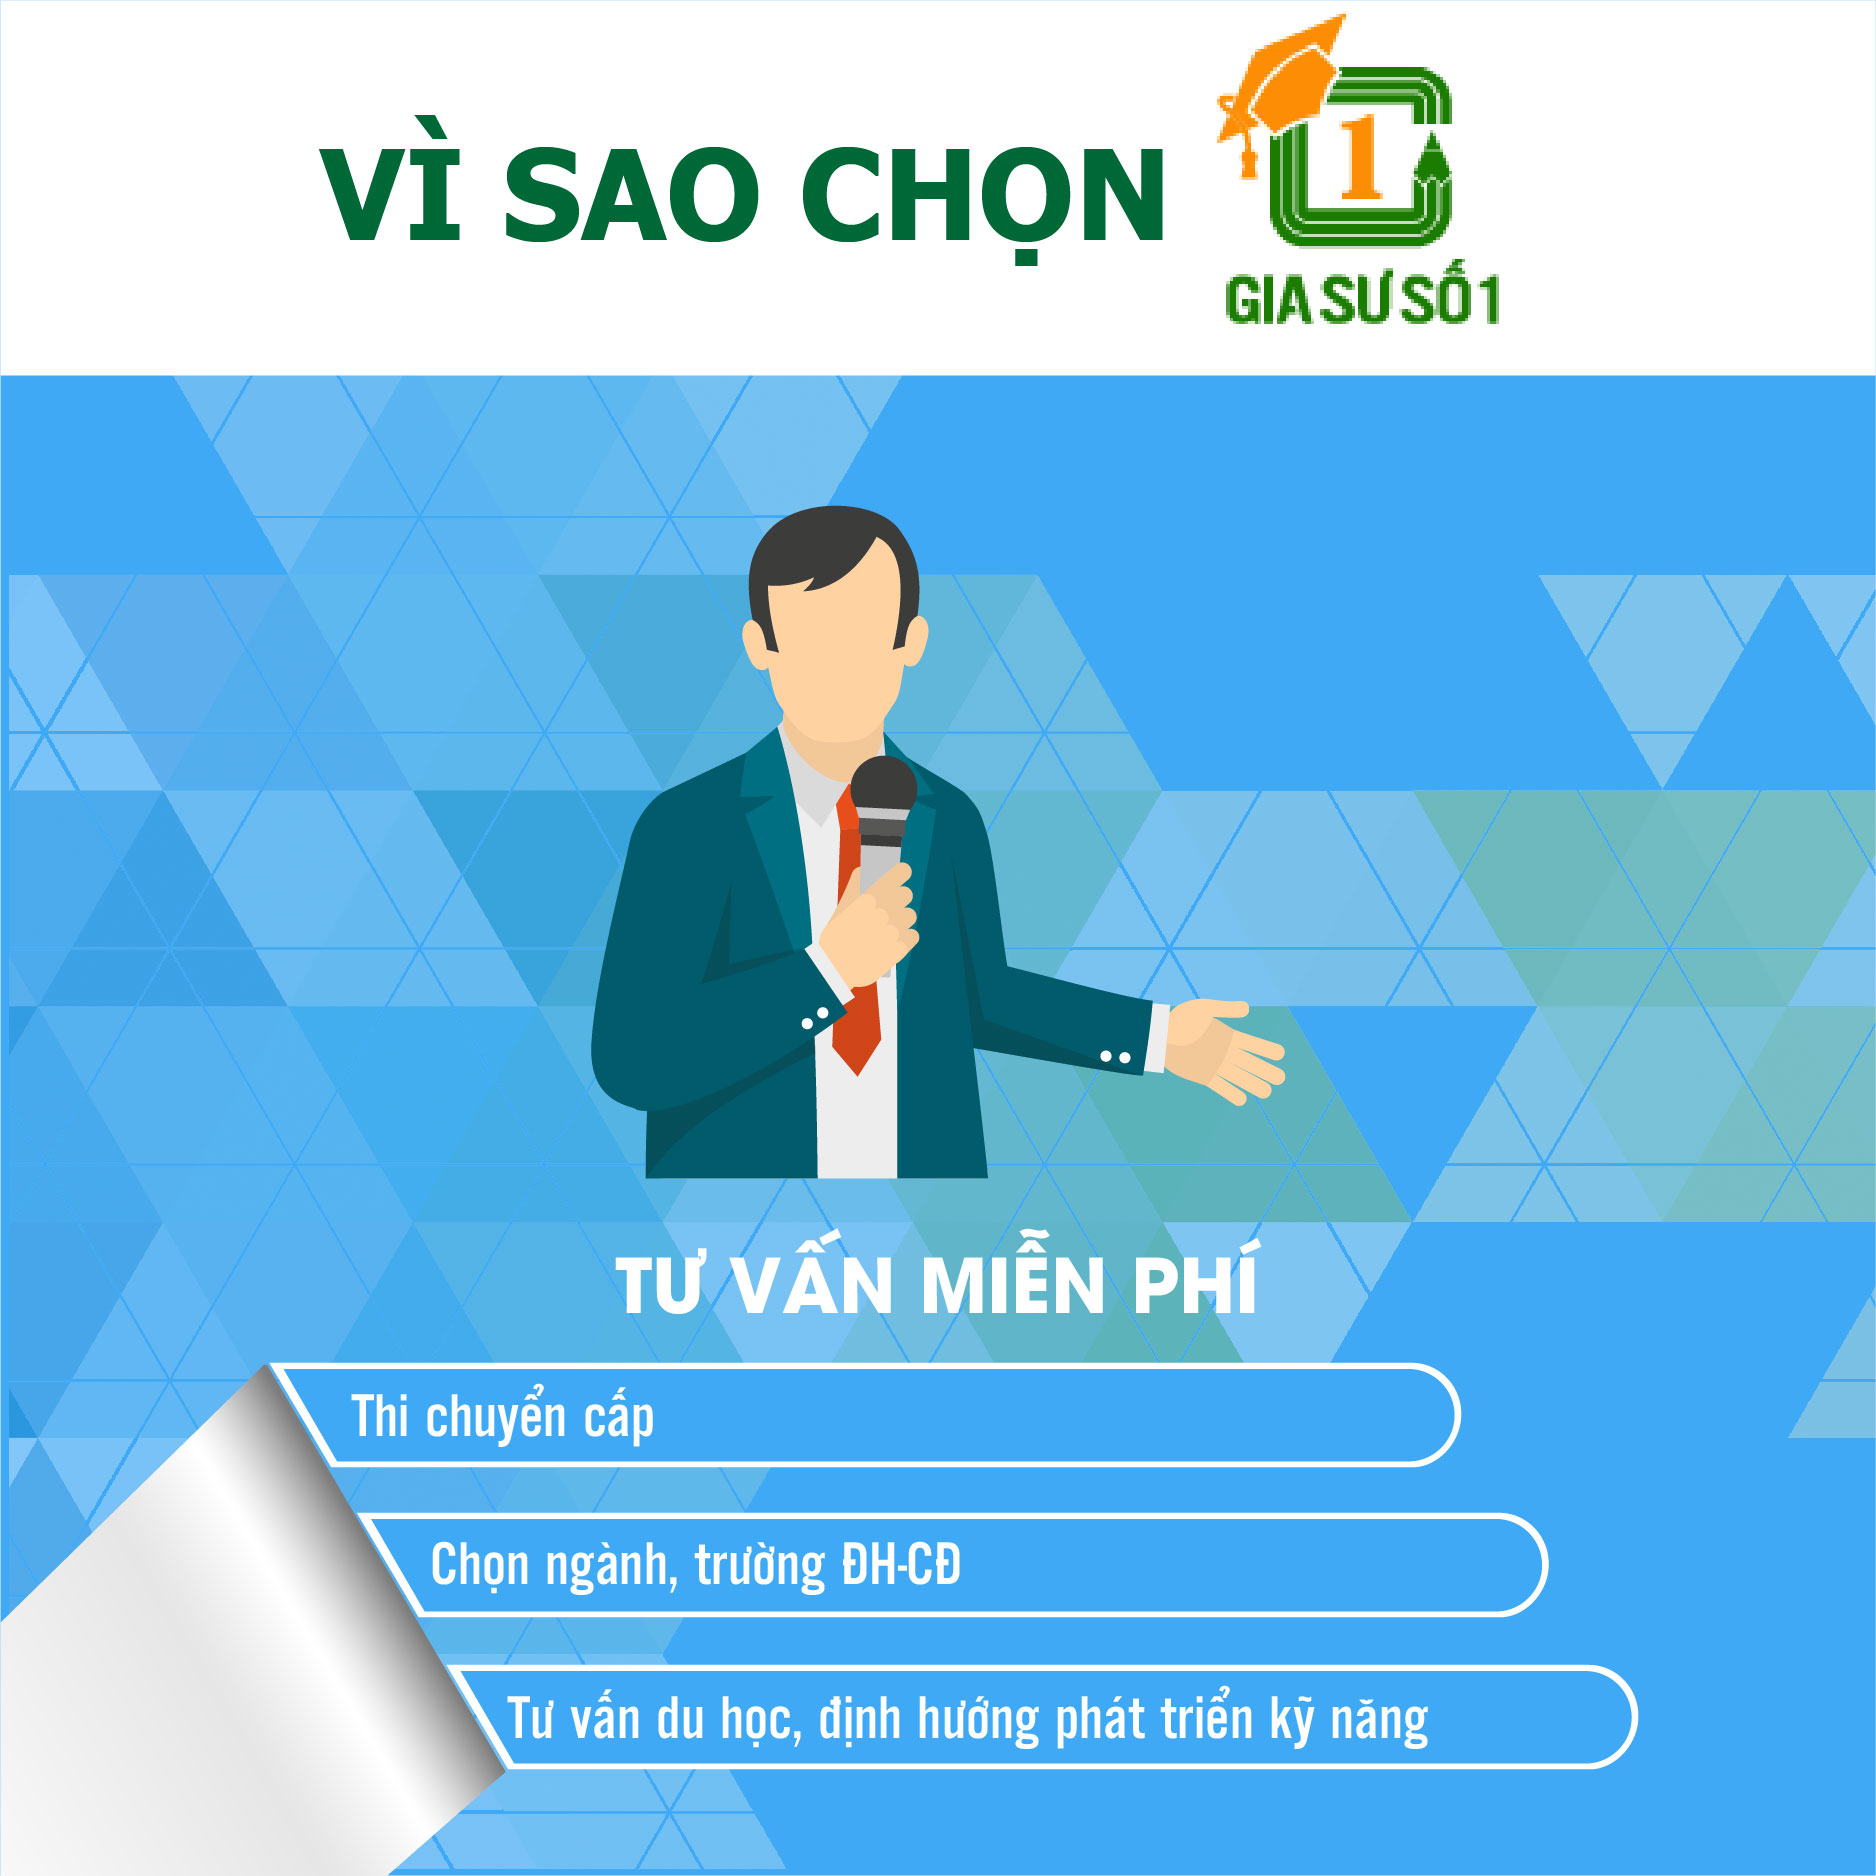 VÌ SAO CHỌN
1
GIA SƯ SỐ 1
TƯ VẤN MIỄN PHÍ
Thi chuyển cấp
Chọn ngành, trường ĐH-CĐ
Tư vấn du học, định hướng phát triển kỹ năng